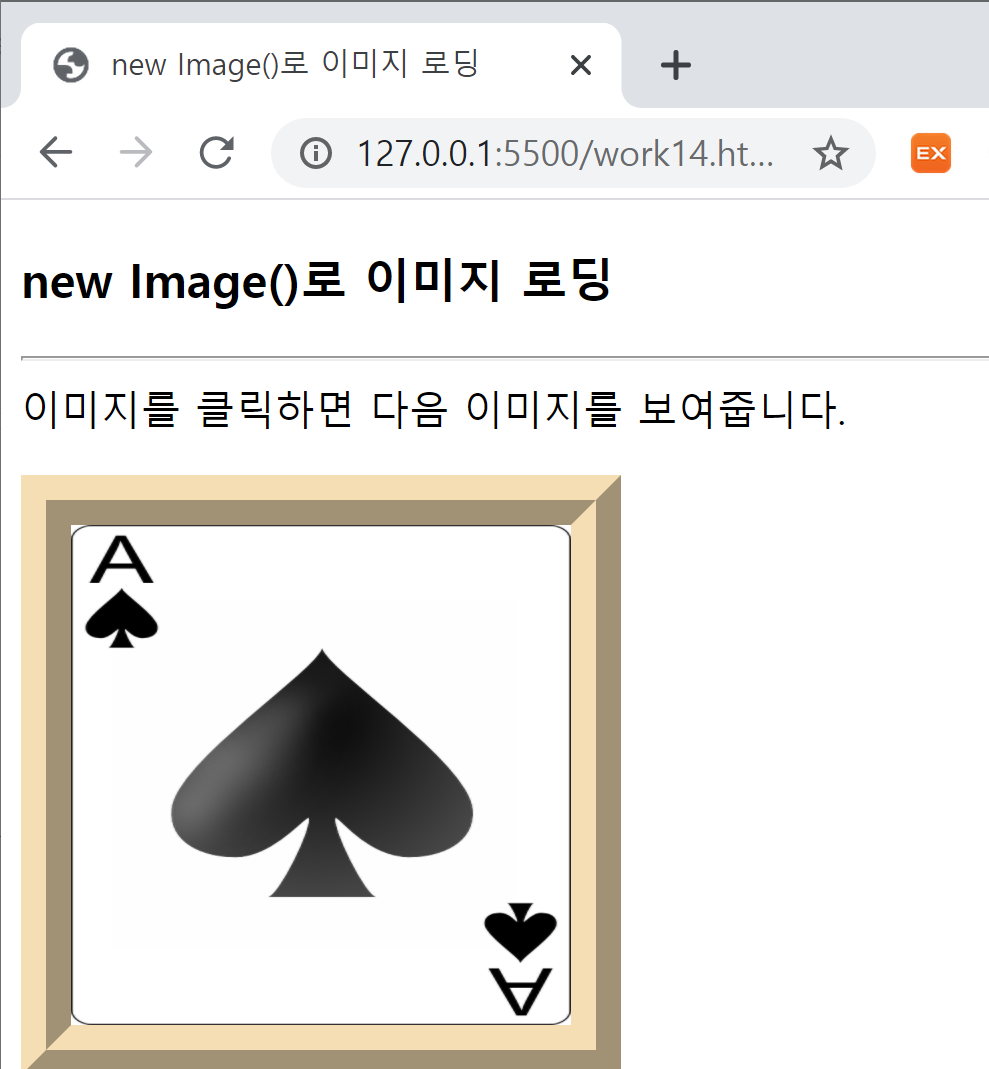 new Image()로 이미지 로딩
127.0.0.1:5500/work14.ht...
EX
new Image()로 이미지 로딩
이미지를 클릭하면 다음 이미지를 보여줍니다.
A
A